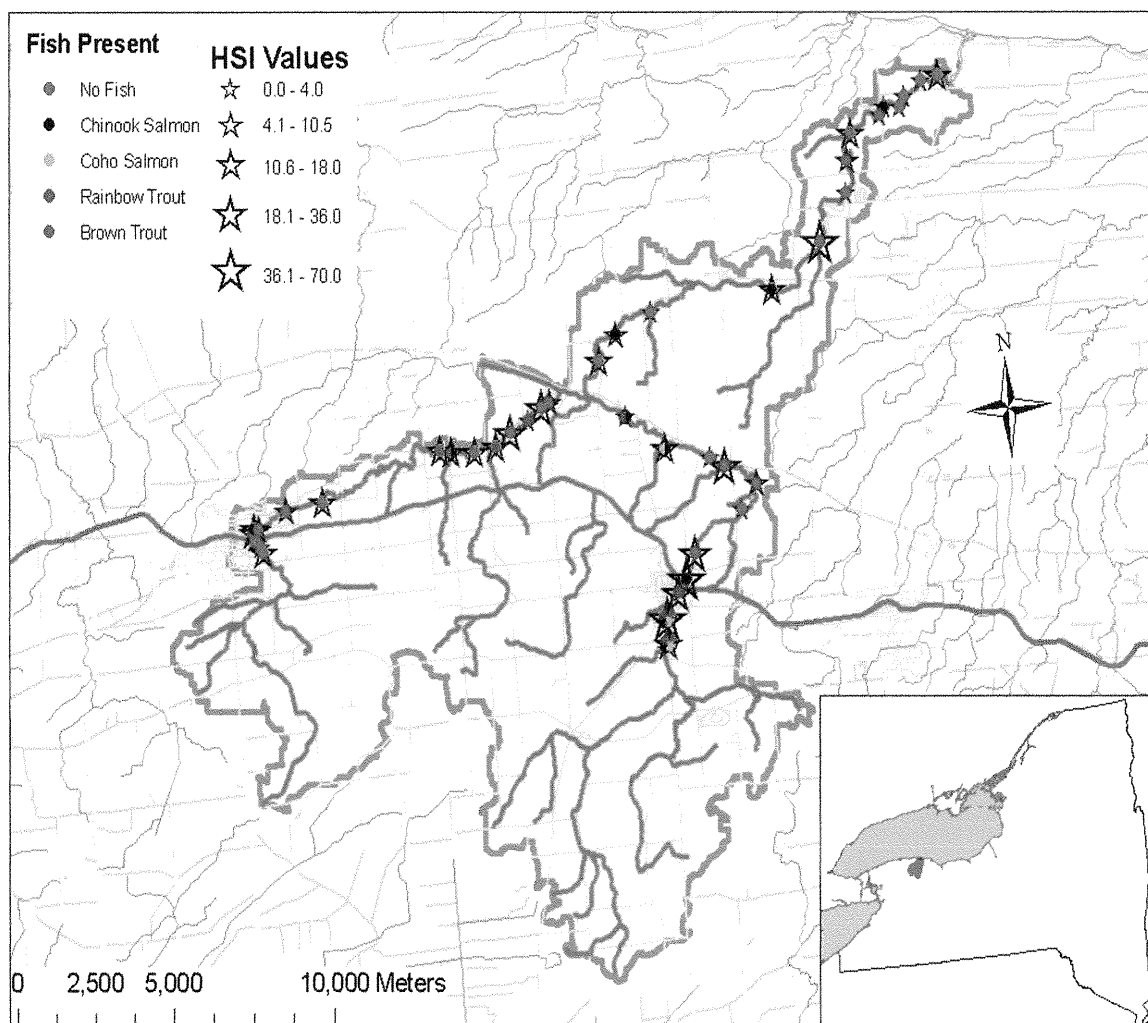 Fish Present
No Fish
Chinook Salmon
Coho Salmon
Rainbow Trout
Brown Trout
HSI Values
0.0 - 4.0
4.1 - 10.5
10.6 - 18.0
18.1 - 36.0
36.1 - 70.0
N
0 2,500 5,000 10,000 Meters